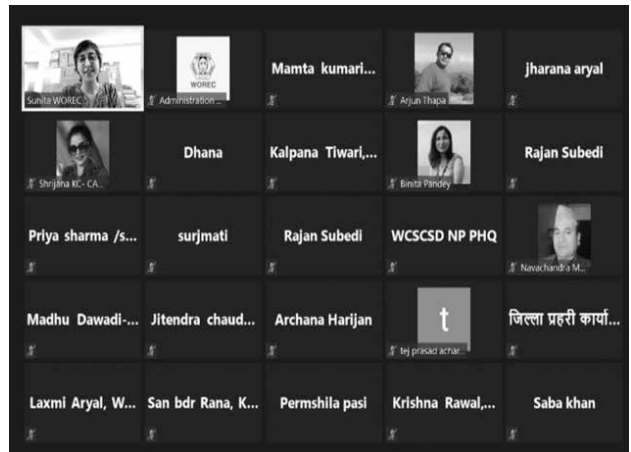 Sunita WOREC
WOREC
Administration ...
Mamta kumari...
Arjun Thapa
jharana aryal
Shrijana KC- CA...
Dhana
Kalpana Tiwari,...
Binita Pandey
Rajan Subedi
Priya sharma /s...
surjmati
Rajan Subedi
WCSCSD NP PHQ
Navachandra M...
Madhu Dawadi-...
Jitendra chaud...
Archana Harijan
t
tej prasad achar...
जिल्ला प्रहरी कार्या...
Laxmi Aryal, W...
San bdr Rana, K...
Permshila pasi
Krishna Rawal,...
Saba khan